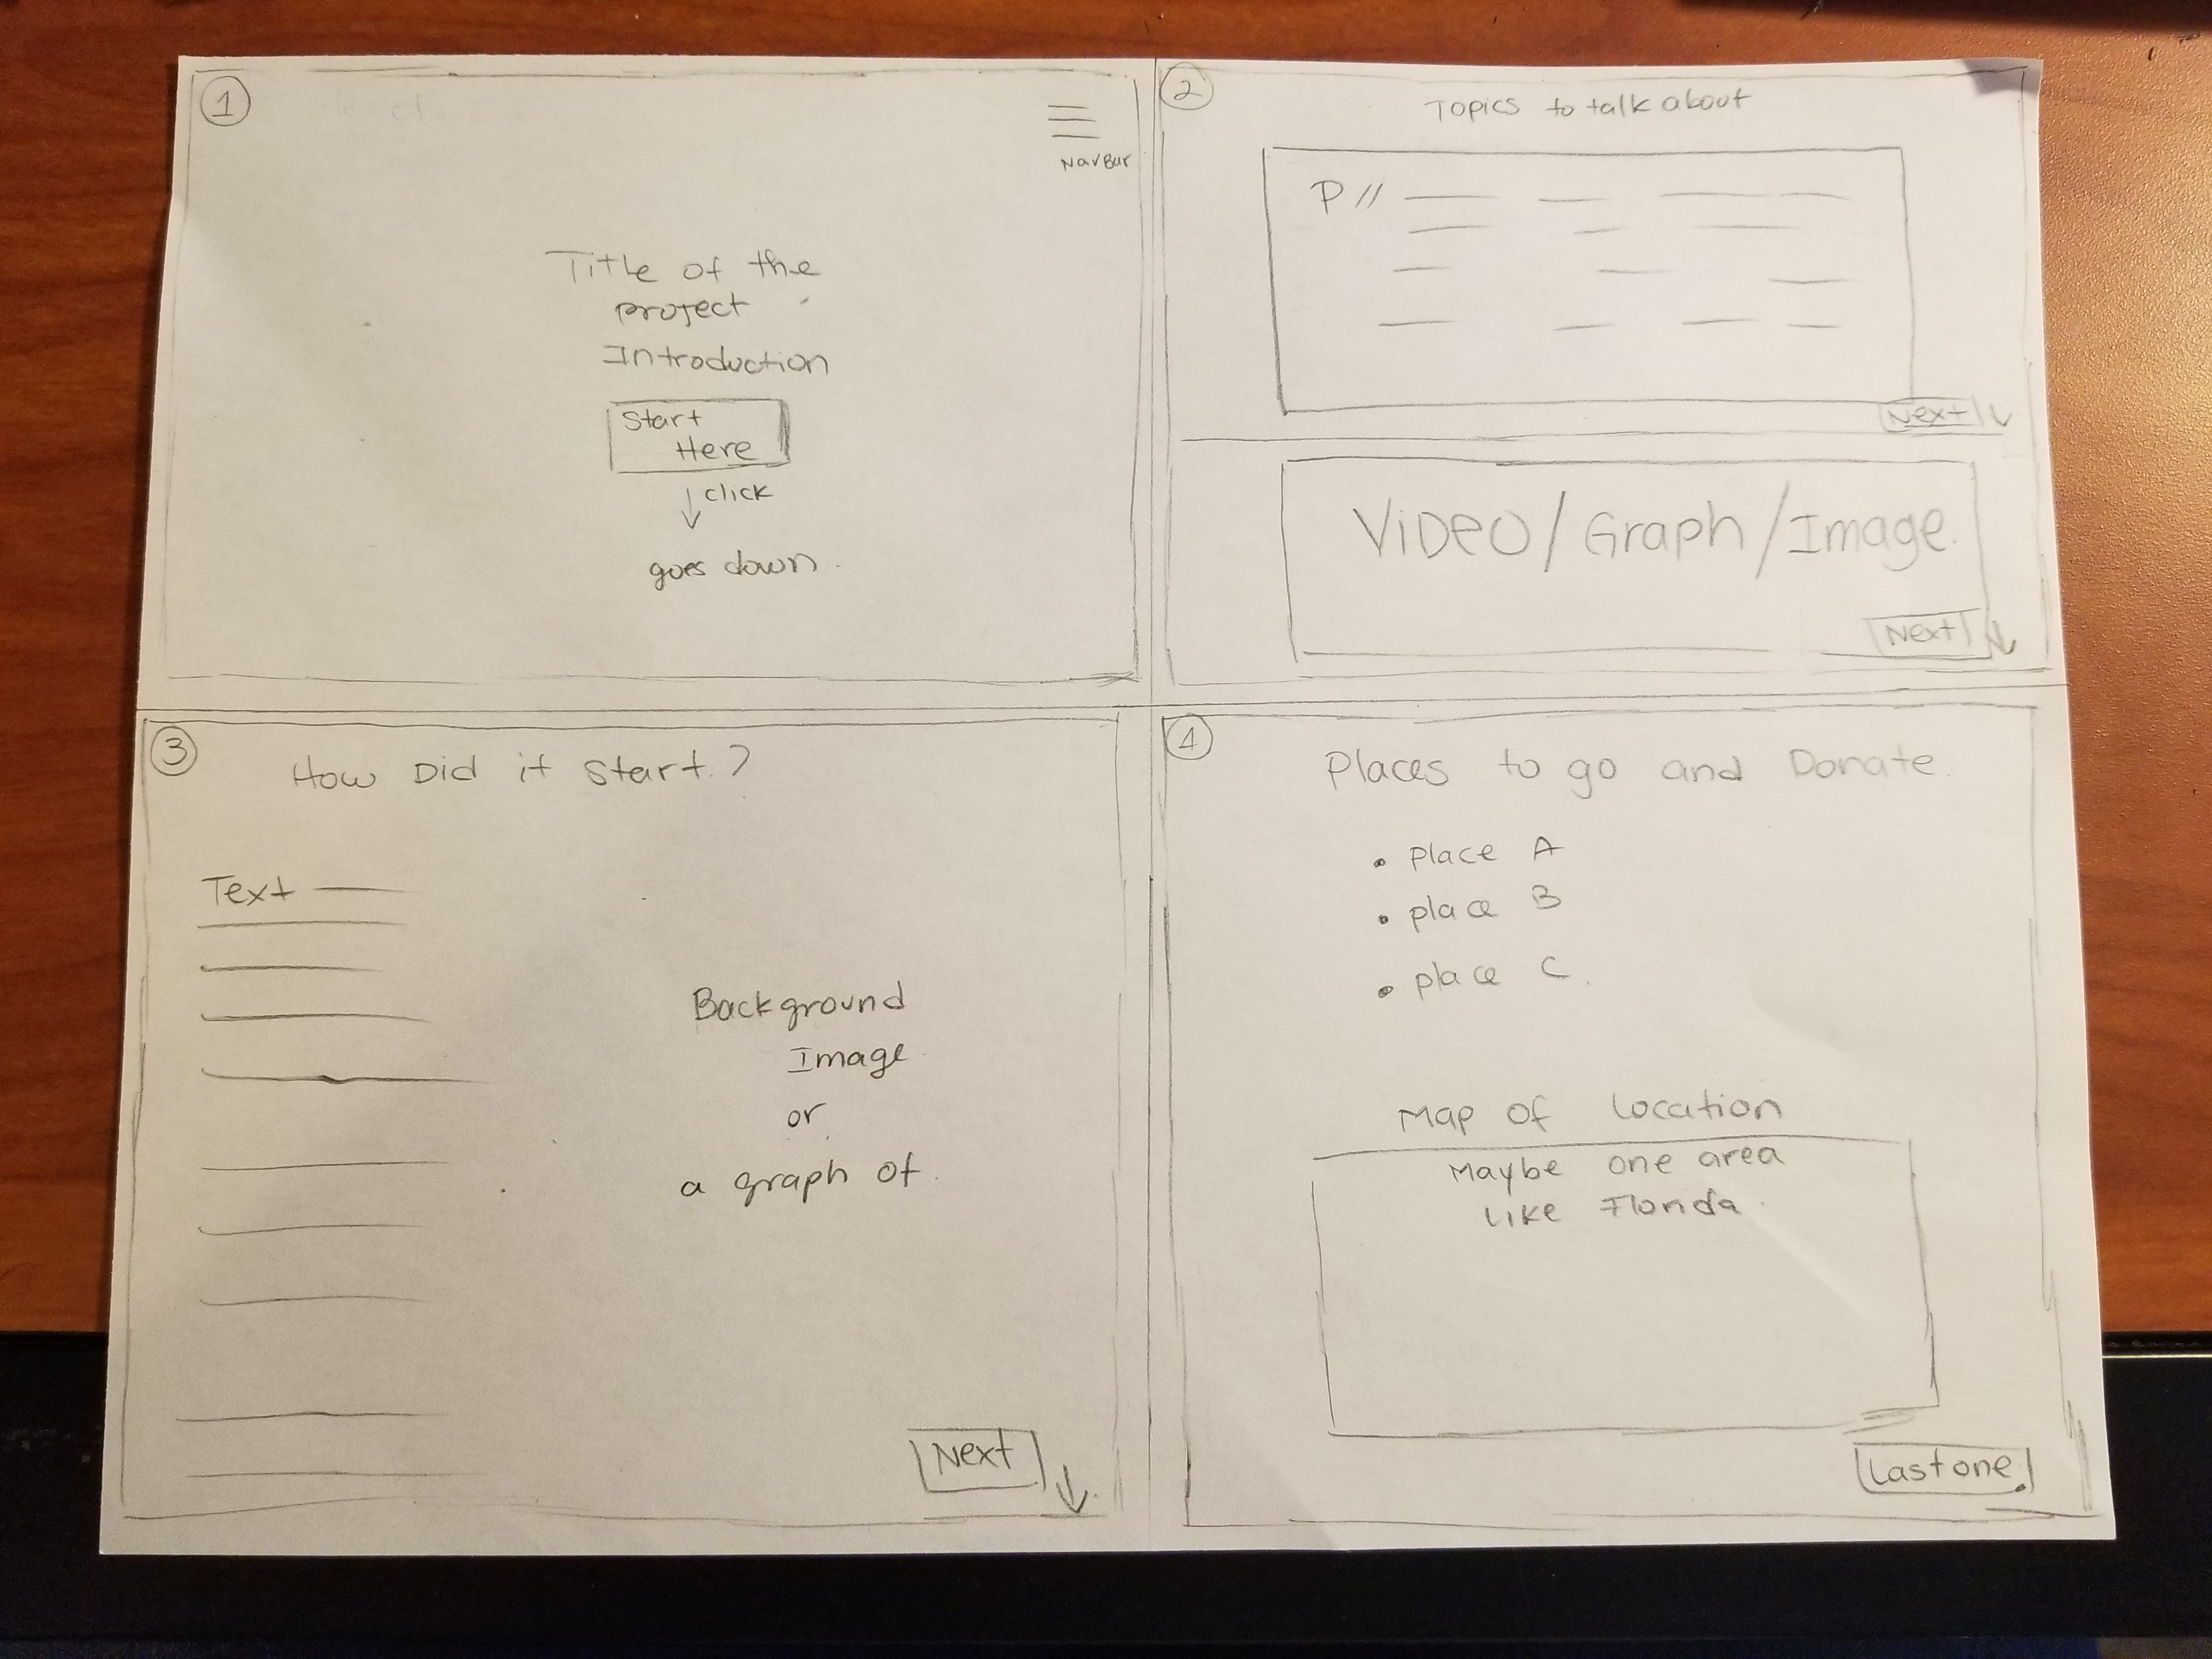 1
NavBar
Title of the
project
Introduction
Start
Here
click
goes down.
2
Topics to talk about
P //
Next
Video / Graph / Image.
Next
3
How Did it start.?
Text
Background
Image
or
a graph of.
Next
4
Places to go and Donate.
• place A
• place B
• place C.
Map of Location
Maybe one area
Like Florida.
Last one.